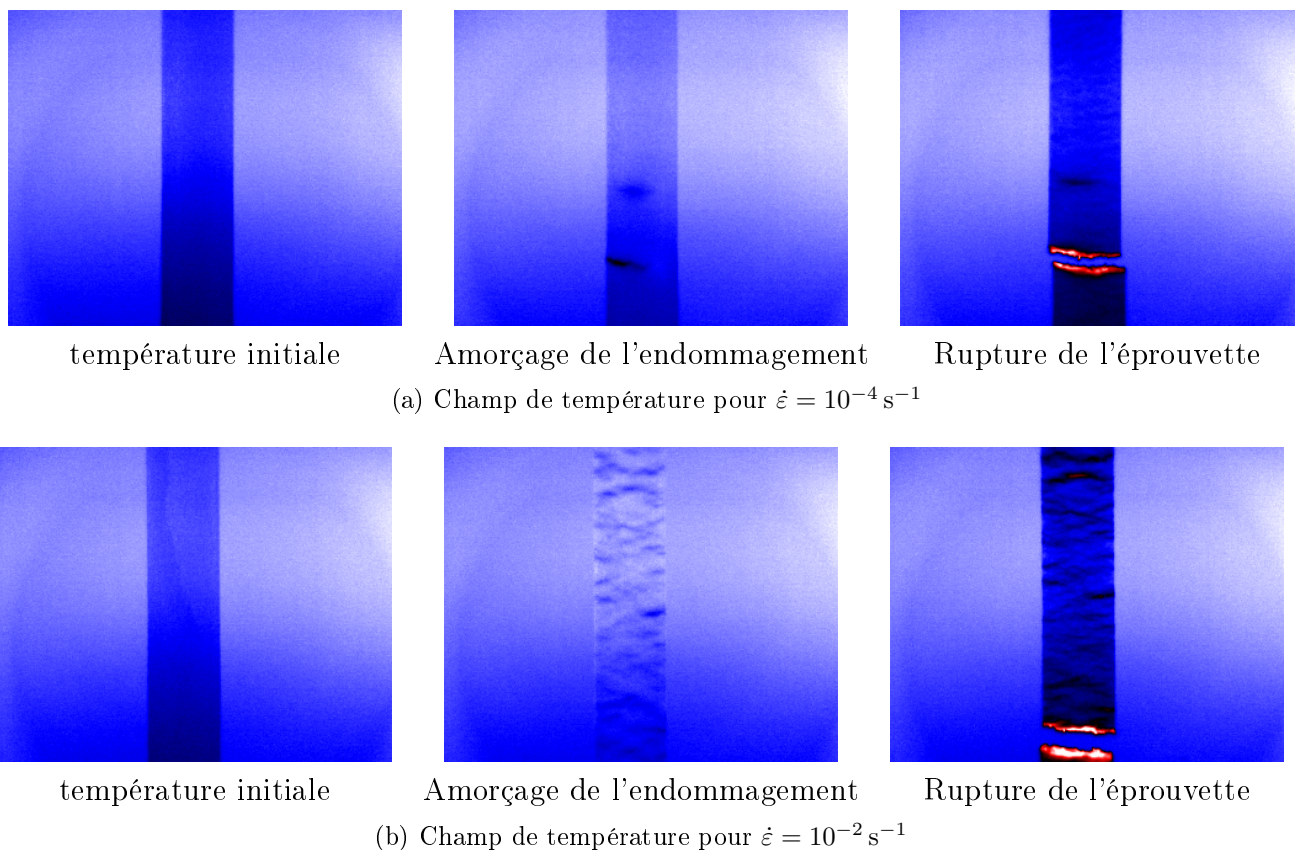 température initiale Amorçage de l'endommagement Rupture de l'éprouvette
(a) Champ de température pour ε̇ = 10⁻⁴ s⁻¹
température initiale Amorçage de l'endommagement Rupture de l'éprouvette
(b) Champ de température pour ε̇ = 10⁻² s⁻¹